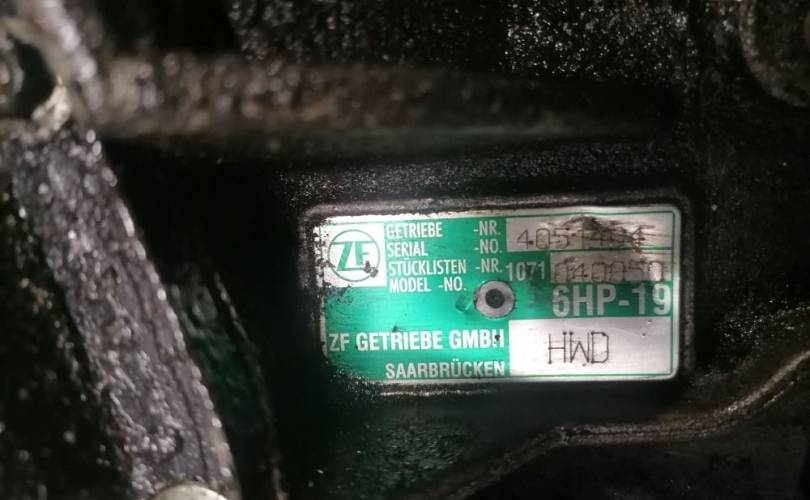 ZF
GETRIEBE -NR.
SERIAL -NO.
STÜCKLISTEN -NR. 1071
MODEL -NO.
6HP-19
ZF GETRIEBE GMBH
SAARBRÜCKEN
HWD